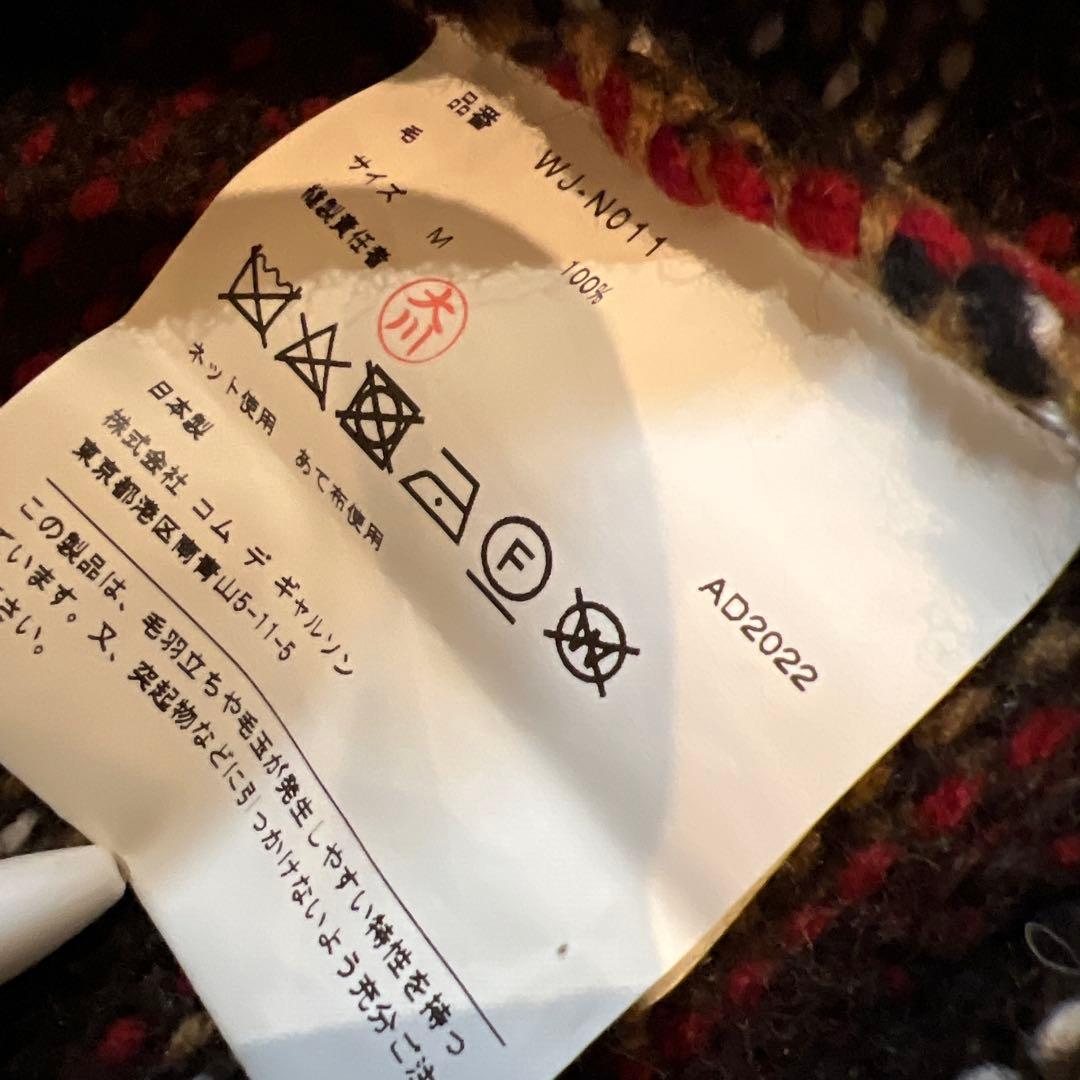 品番 WJ-N011
毛 100%
サイズ M
縫製責任者 大川
F
W
ネット使用 あて布使用
日本製
株式会社 コム デ ギャルソン
東京都港区南青山5-11-5
AD2022
この製品は、毛羽立ちや毛玉が発生しやすい特性を持っ
ています。又、突起物などに引っかけないよう充分ご注
さい。